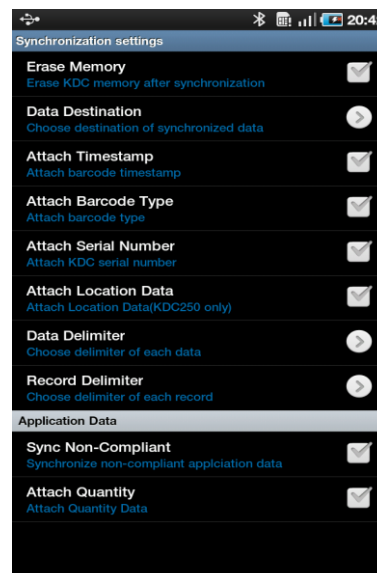 20:4
Synchronization settings
Erase Memory
Erase KDC memory after synchronization
Data Destination
Choose destination of synchronized data
Attach Timestamp
Attach barcode timestamp
Attach Barcode Type
Attach barcode type
Attach Serial Number
Attach KDC serial number
Attach Location Data
Attach Location Data(KDC250 only)
Data Delimiter
Choose delimiter of each data
Record Delimiter
Choose delimiter of each record
Application Data
Sync Non-Compliant
Synchronize non-compliant applciation data
Attach Quantity
Attach Quantity Data